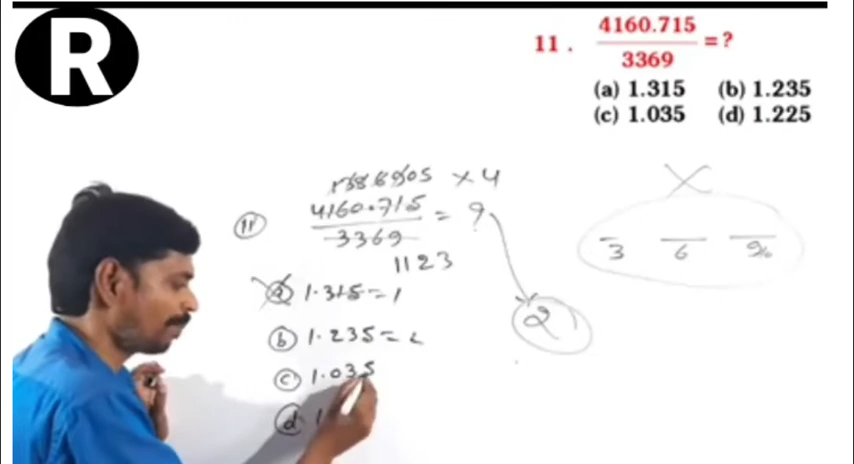 R
11. 4160.715
3369
= ?
(a) 1.315 (b) 1.235
(c) 1.035 (d) 1.225
×4
11 4160.715
3369
= ?
1123
a 1.315 = 1
b 1.235 = 2
c 1.035
d 1
2
×
3 6 9